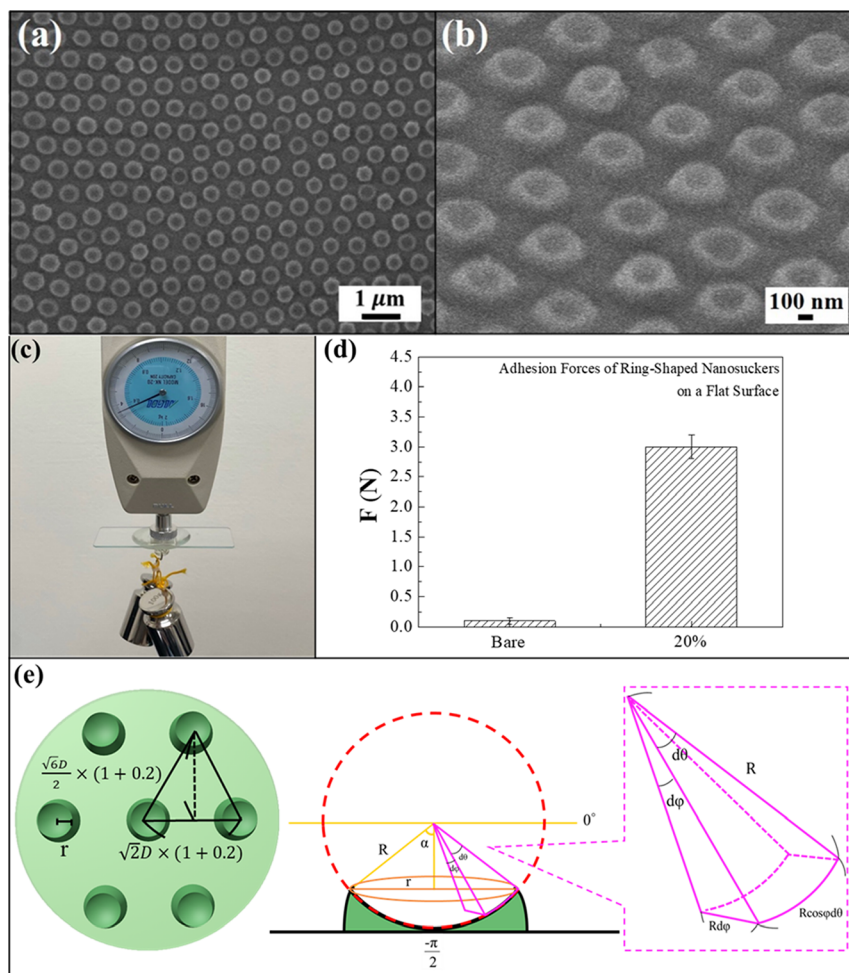 (a)
1 μm
(b)
100 nm
(c)
(d)
Adhesion Forces of Ring-Shaped Nanosuckers
on a Flat Surface
F (N)
4.5
4.0
3.5
3.0
2.5
2.0
1.5
1.0
0.5
0.0
Bare
20%
(e)
√6D/2 × (1 + 0.2)
√2D × (1 + 0.2)
r
0°
R
α
dθ
dφ
r
-π/2
dθ
dφ
R
Rdφ
Rcosφdθ